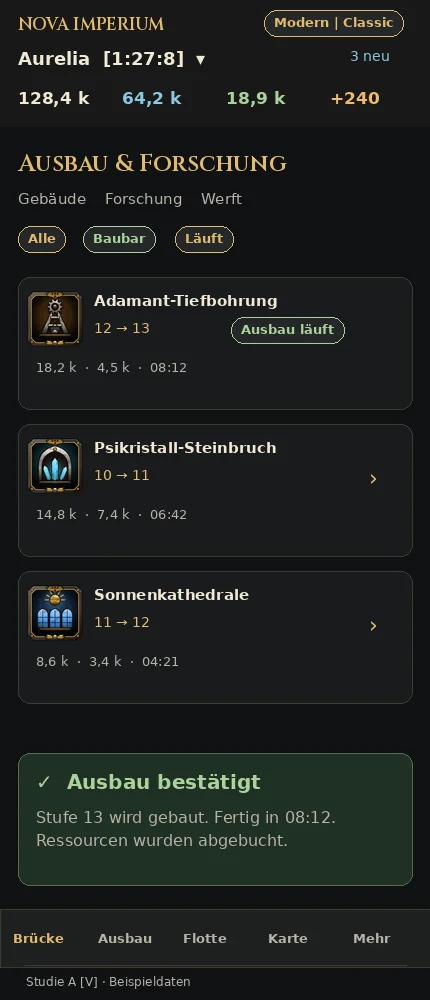 NOVA IMPERIUM
Modern | Classic
Aurelia [1:27:8] ▾
3 neu
128,4 k 64,2 k 18,9 k +240
Ausbau & Forschung
Gebäude Forschung Werft
Alle Baubar Läuft
Adamant-Tiefbohrung
12 → 13
Ausbau läuft
18,2 k · 4,5 k · 08:12
Psikristall-Steinbruch
10 → 11 ›
14,8 k · 7,4 k · 06:42
Sonnenkathedrale
11 → 12 ›
8,6 k · 3,4 k · 04:21
✓ Ausbau bestätigt
Stufe 13 wird gebaut. Fertig in 08:12.
Ressourcen wurden abgebucht.
Brücke Ausbau Flotte Karte Mehr
Studie A [V] · Beispieldaten